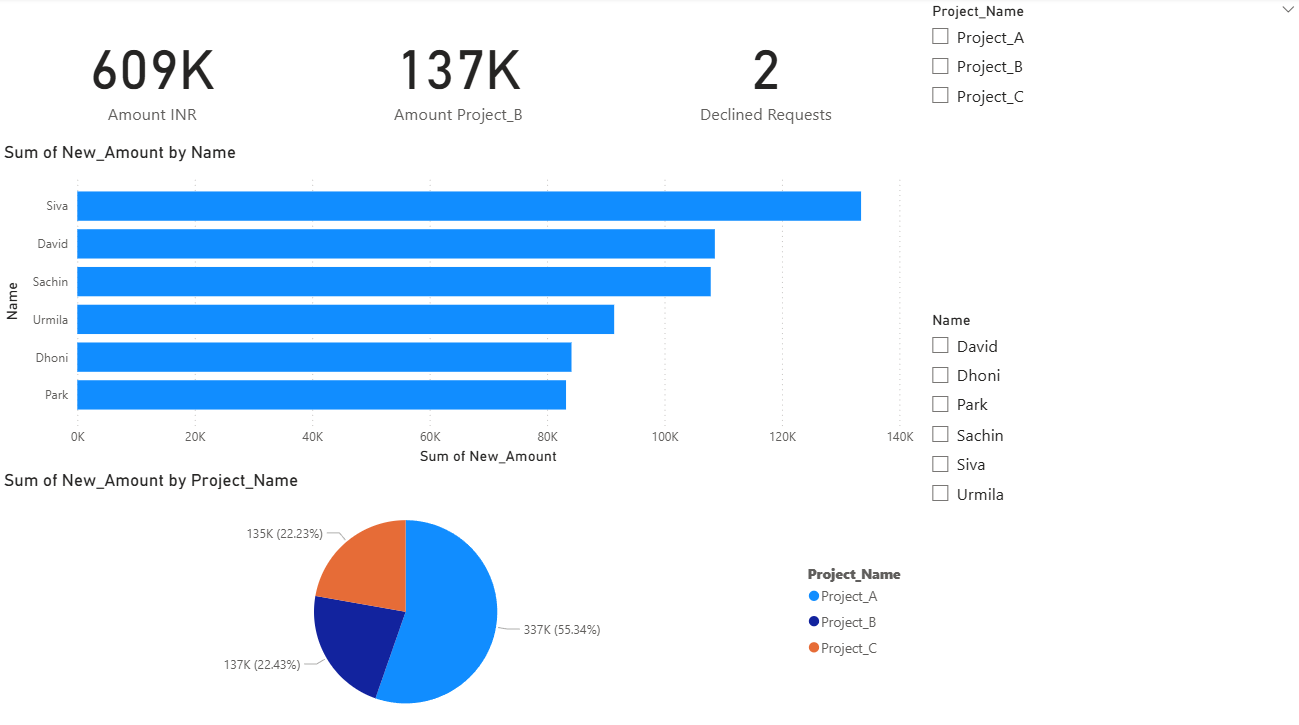 609K
Amount INR
137K
Amount Project_B
2
Declined Requests
Project_Name
Project_A
Project_B
Project_C
Sum of New_Amount by Name
Name
Siva
David
Sachin
Urmila
Dhoni
Park
0K 20K 40K 60K 80K 100K 120K 140K
Sum of New_Amount
Name
David
Dhoni
Park
Sachin
Siva
Urmila
Sum of New_Amount by Project_Name
135K (22.23%)
337K (55.34%)
137K (22.43%)
Project_Name
Project_A
Project_B
Project_C